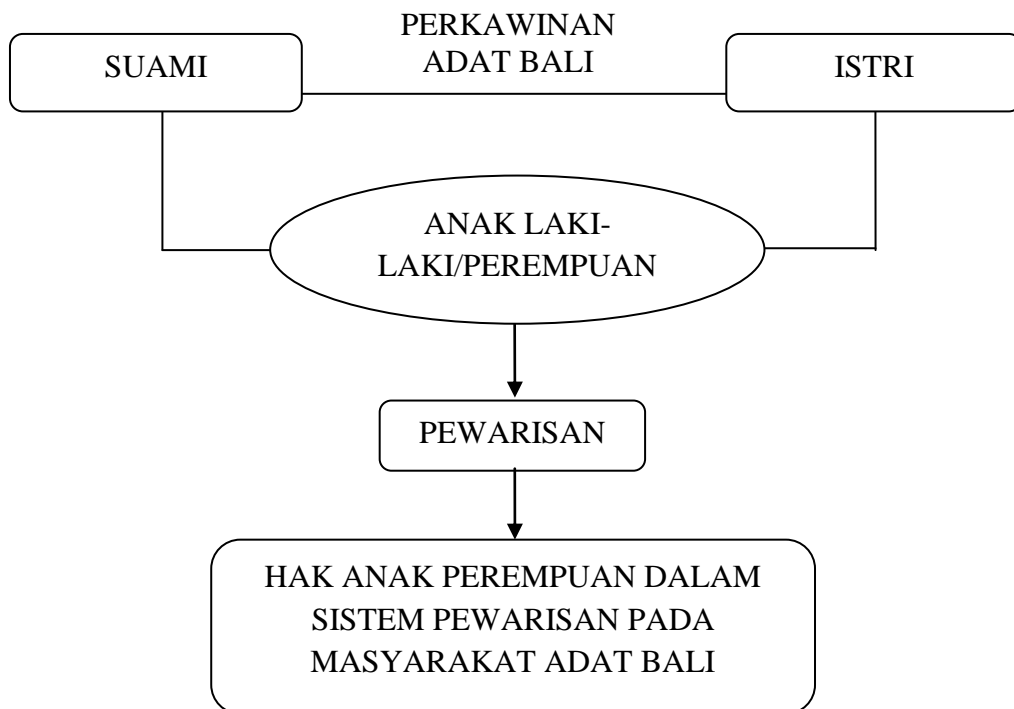 PERKAWINAN
ADAT BALI
SUAMI
ISTRI
ANAK LAKI-
LAKI/PEREMPUAN
PEWARISAN
HAK ANAK PEREMPUAN DALAM
SISTEM PEWARISAN PADA
MASYARAKAT ADAT BALI